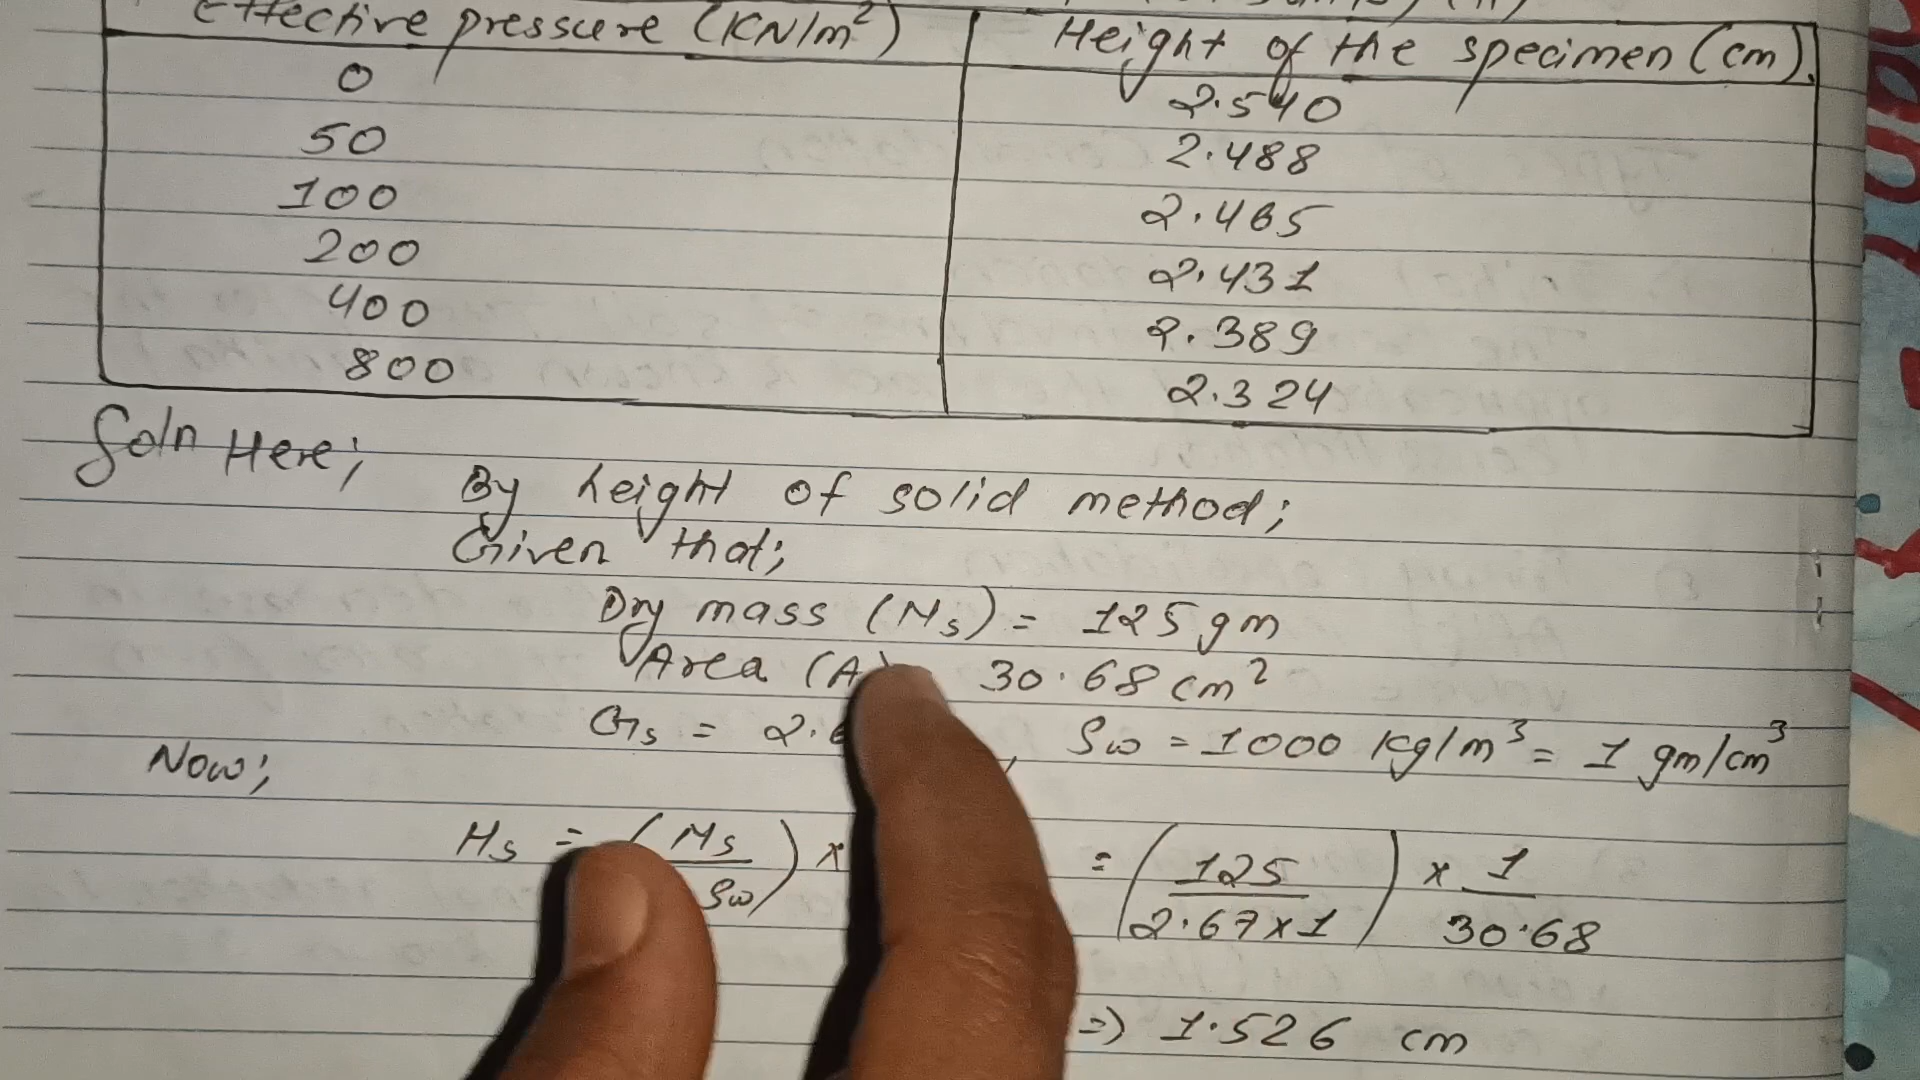 Effective pressure (KN/m²) Height of the specimen (cm)
0 2.540
50 2.488
100 2.465
200 2.431
400 2.389
800 2.324
Soln Here;
By height of solid method;
Given that;
Dry mass (Ms) = 125 gm
Area (A) 30.68 cm²
Gs = 2.6 , ρw = 1000 kg/m³ = 1 gm/cm³
Now;
Hs = (Ms / ρw) × = (125 / 2.67×1) × 1 / 30.68
=> 1.526 cm